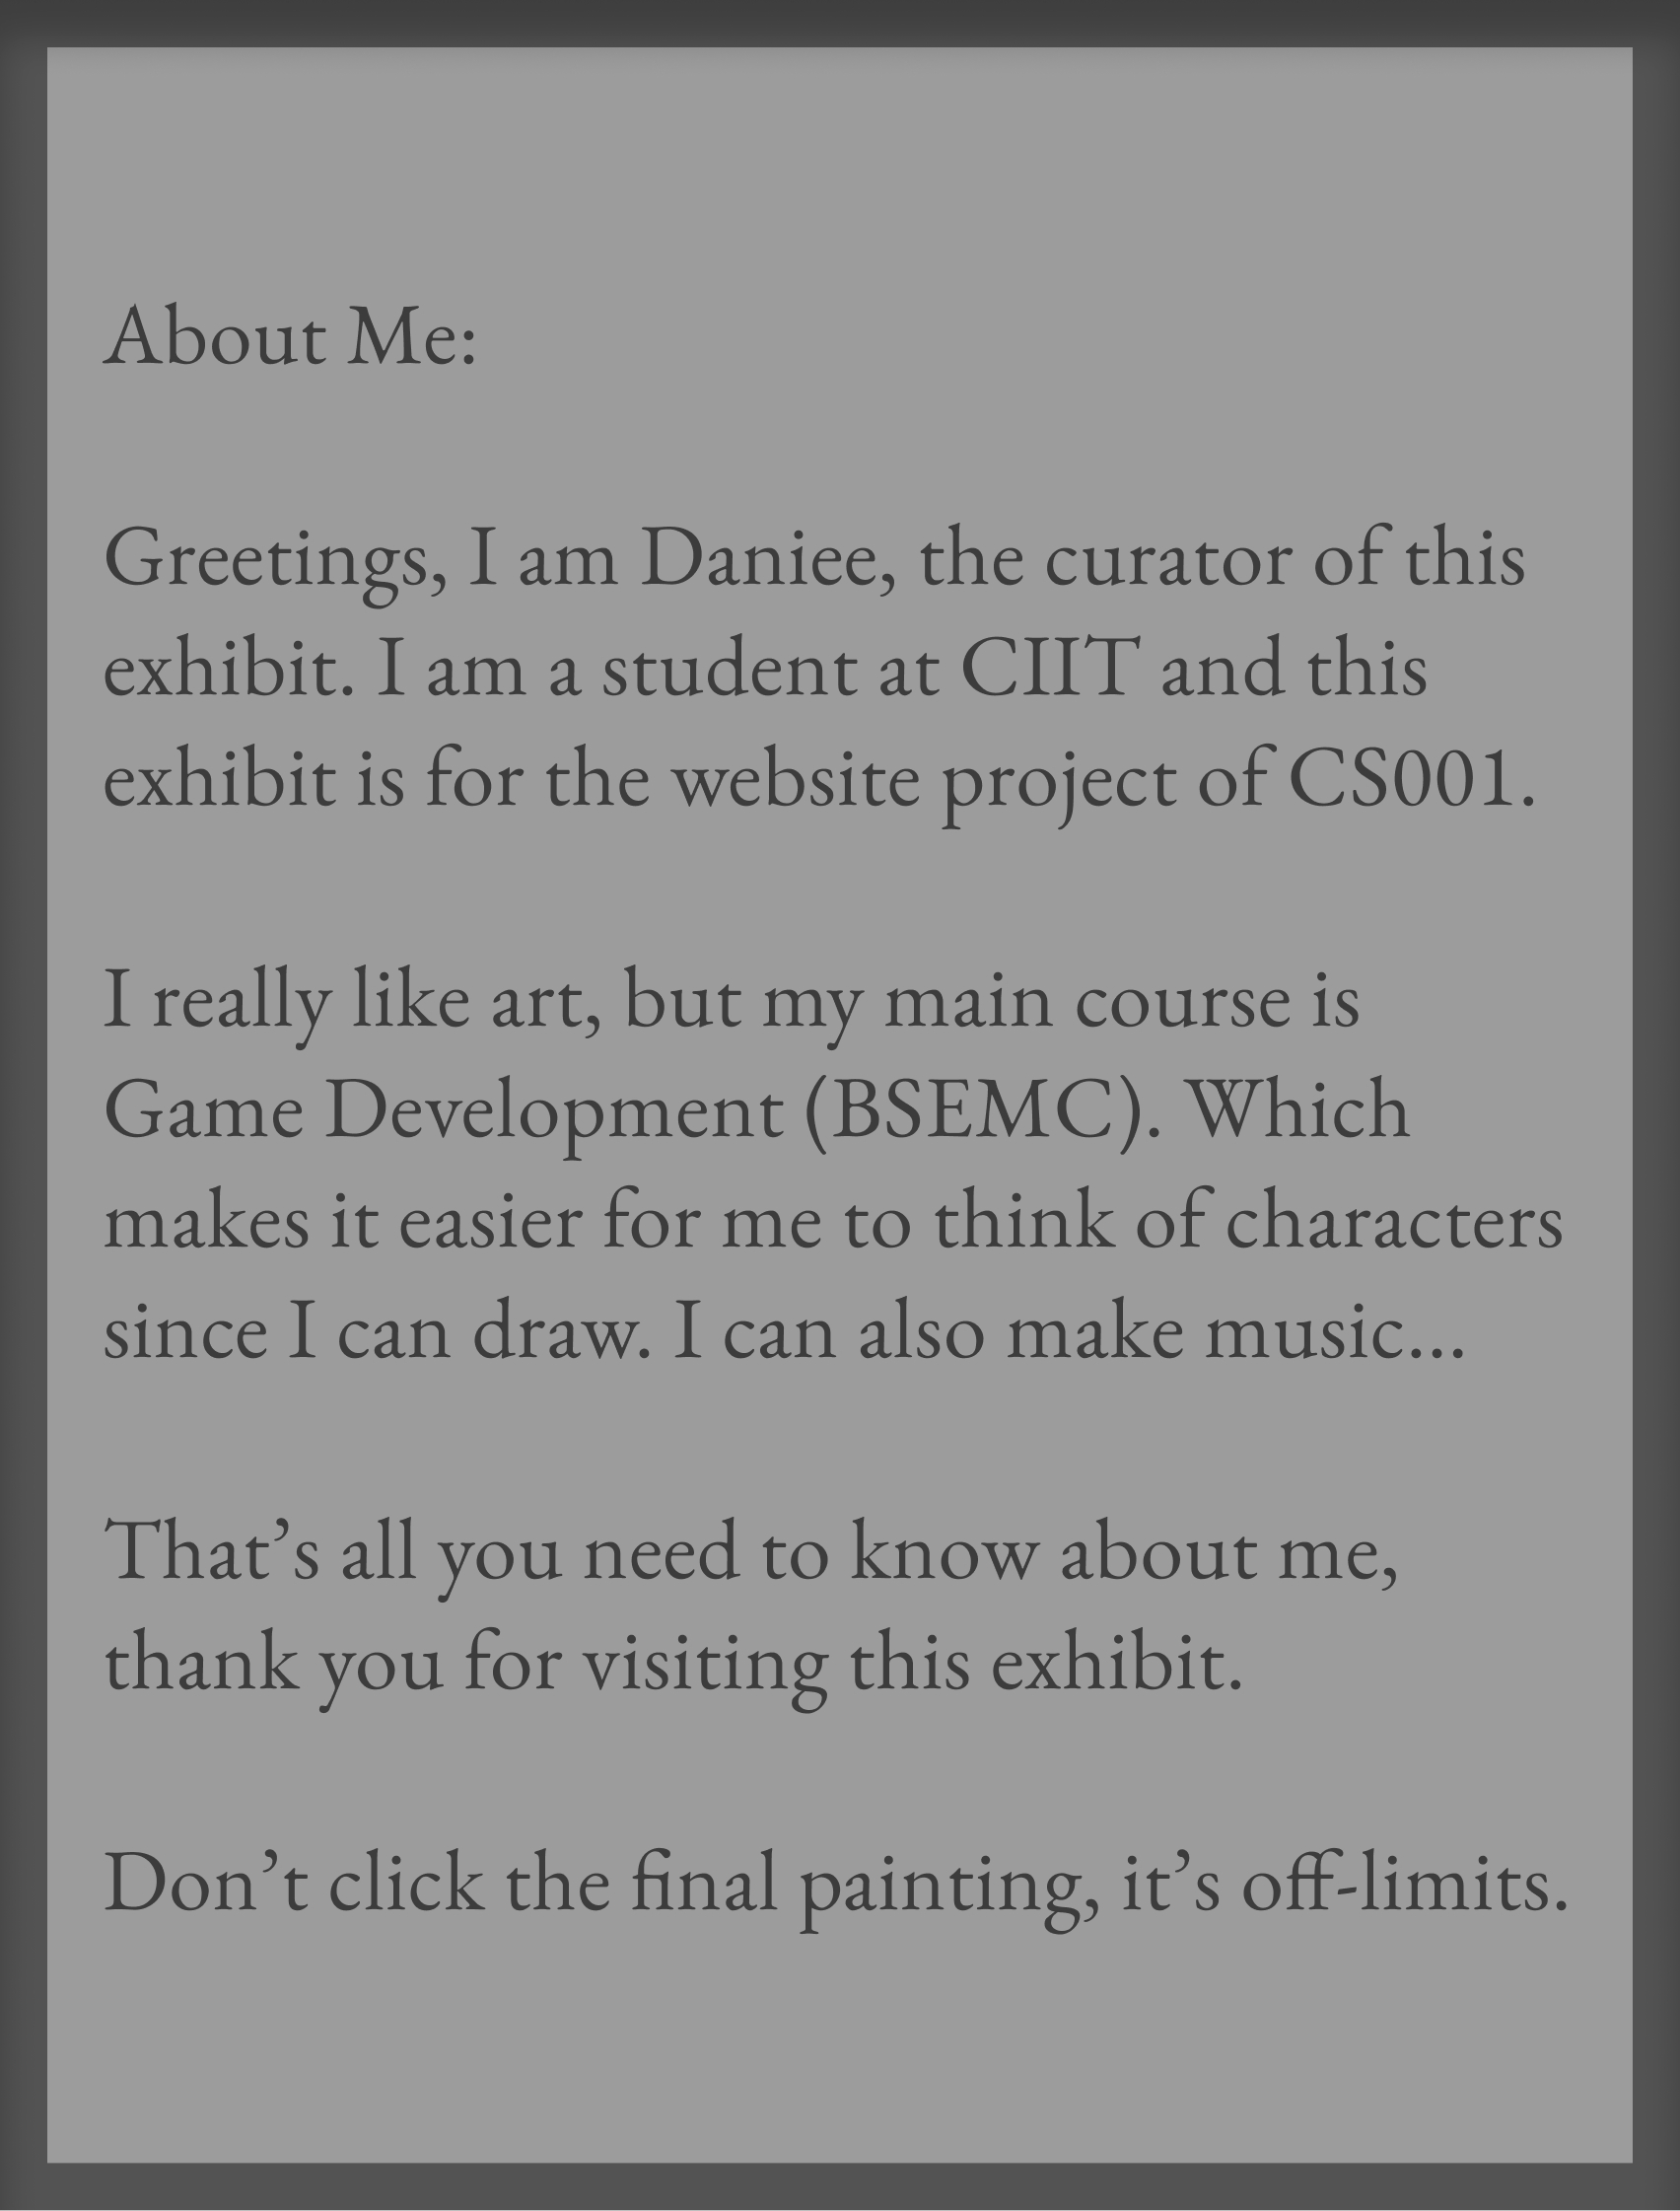 About Me:
Greetings, I am Daniee, the curator of this
exhibit. I am a student at CIIT and this
exhibit is for the website project of CS001.
I really like art, but my main course is
Game Development (BSEMC). Which
makes it easier for me to think of characters
since I can draw. I can also make music...
That’s all you need to know about me,
thank you for visiting this exhibit.
Don’t click the final painting, it’s off-limits.